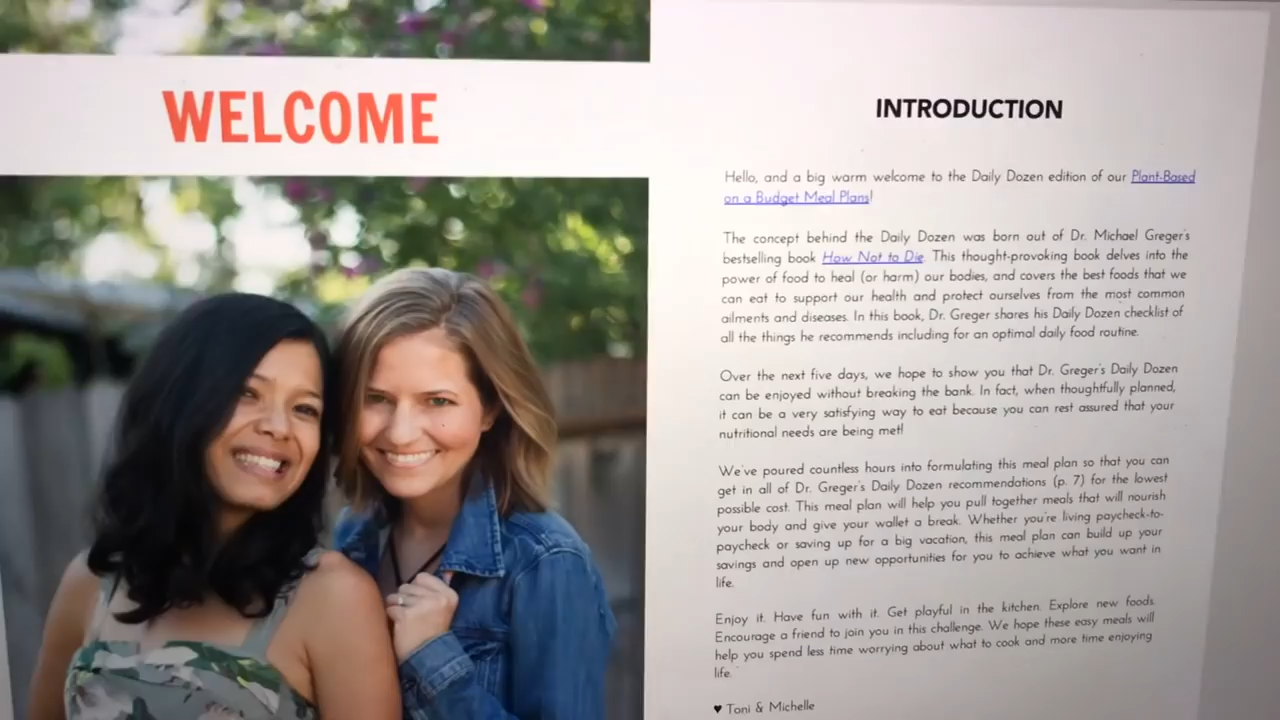 WELCOME
INTRODUCTION
Hello, and a big warm welcome to the Daily Dozen edition of our Plant-Based
on a Budget Meal Plans!
The concept behind the Daily Dozen was born out of Dr. Michael Greger's
bestselling book How Not to Die. This thought-provoking book delves into the
power of food to heal (or harm) our bodies, and covers the best foods that we
can eat to support our health and protect ourselves from the most common
ailments and diseases. In this book, Dr. Greger shares his Daily Dozen checklist of
all the things he recommends including for an optimal daily food routine.
Over the next five days, we hope to show you that Dr. Greger's Daily Dozen
can be enjoyed without breaking the bank. In fact, when thoughtfully planned,
it can be a very satisfying way to eat because you can rest assured that your
nutritional needs are being met!
We've poured countless hours into formulating this meal plan so that you can
get in all of Dr. Greger's Daily Dozen recommendations (p. 7) for the lowest
possible cost. This meal plan will help you pull together meals that will nourish
your body and give your wallet a break. Whether you're living paycheck-to-
paycheck or saving up for a big vacation, this meal plan can build up your
savings and open up new opportunities for you to achieve what you want in
life.
Enjoy it. Have fun with it. Get playful in the kitchen. Explore new foods
Encourage a friend to join you in this challenge. We hope these easy meals will
help you spend less time worrying about what to cook and more time enjoying
life.
♥ Toni & Michelle